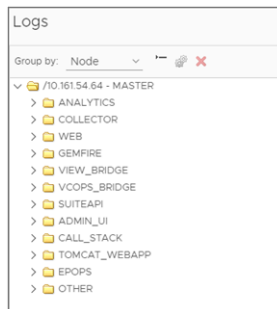 Logs
Group by: Node
/10.161.54.64 - MASTER
ANALYTICS
COLLECTOR
WEB
GEMFIRE
VIEW_BRIDGE
VCOPS_BRIDGE
SUITEAPI
ADMIN_UI
CALL_STACK
TOMCAT_WEBAPP
EPOPS
OTHER